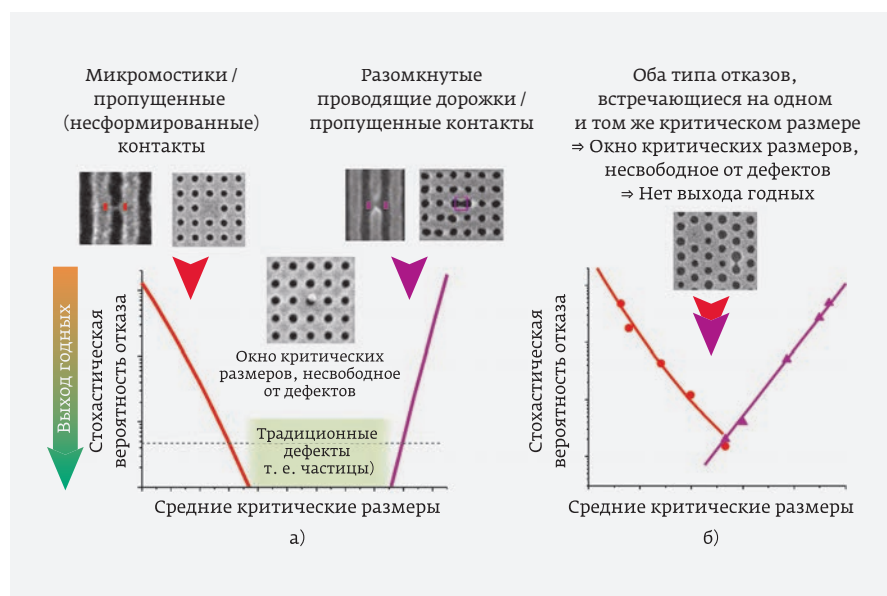 Микромостики /
пропущенные
(несформированные)
контакты
Разомкнутые
проводящие дорожки /
пропущенные контакты
Оба типа отказов,
встречающиеся на одном
и том же критическом размере
⇒ Окно критических размеров,
несвободное от дефектов
⇒ Нет выхода годных
Выход годных
Стохастическая
вероятность отказа
Окно критических
размеров, несвободное
от дефектов
Традиционные
дефекты
т. е. частицы)
Средние критические размеры
а)
Стохастическая
вероятность отказа
Средние критические размеры
б)